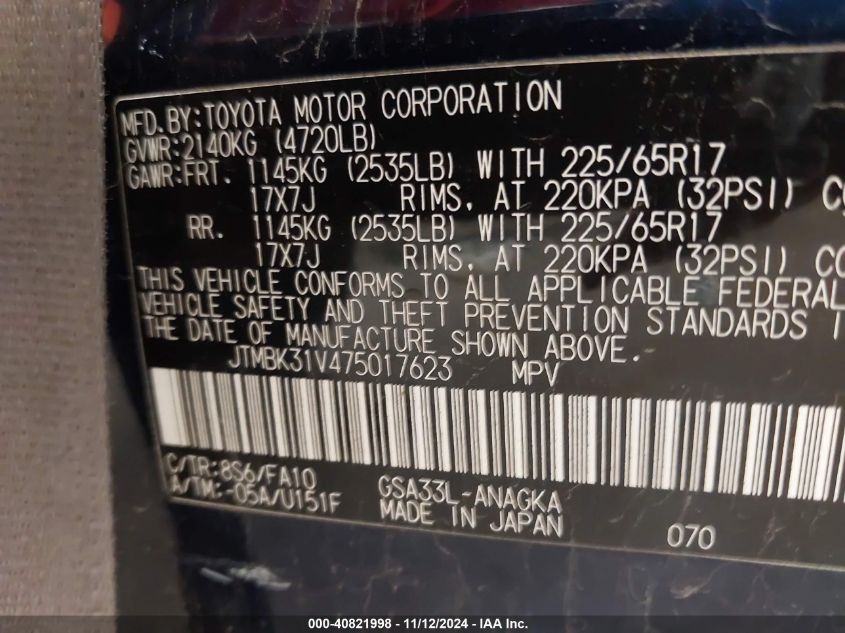 MFD.BY:TOYOTA MOTOR CORPORATION
GVWR:2140KG (4720LB)
GAWR:FRT. 1145KG (2535LB) WITH 225/65R17
17X7J RIMS, AT 220KPA (32PSI)
RR. 1145KG (2535LB) WITH 225/65R17
17X7J RIMS, AT 220KPA (32PSI)
THIS VEHICLE CONFORMS TO ALL APPLICABLE FEDERAL
VEHICLE SAFETY AND THEFT PREVENTION STANDARDS
THE DATE OF MANUFACTURE SHOWN ABOVE.
JTMBK31V475017623 MPV
C/TR:8S6/FA10
A/TM:-05A/U151F
GSA33L-ANAGKA
MADE IN JAPAN
070
000-40821998 - 11/12/2024 - IAA Inc.